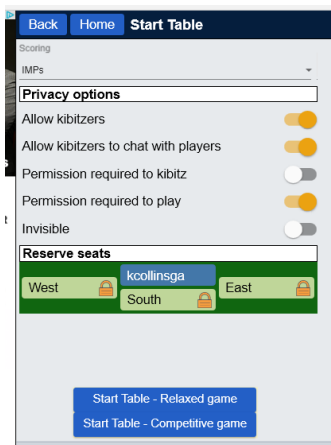 Back Home Start Table
Scoring
IMPs
Privacy options
Allow kibitzers
Allow kibitzers to chat with players
Permission required to kibitz
Permission required to play
Invisible
Reserve seats
kcollinsga
West East
South
Start Table - Relaxed game
Start Table - Competitive game